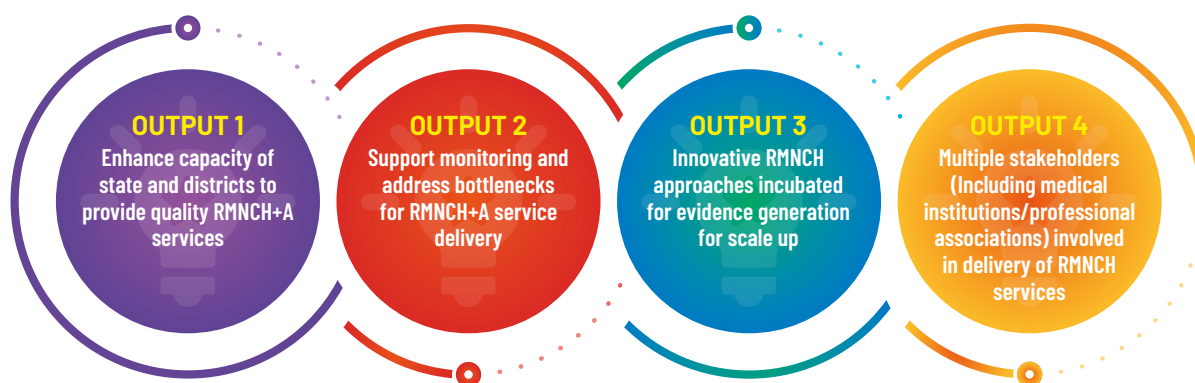 OUTPUT 1
Enhance capacity of
state and districts to
provide quality RMNCH+A
services
OUTPUT 2
Support monitoring and
address bottlenecks
for RMNCH+A service
delivery
OUTPUT 3
Innovative RMNCH
approaches incubated
for evidence generation
for scale up
OUTPUT 4
Multiple stakeholders
(Including medical
institutions/professional
associations) involved
in delivery of RMNCH
services